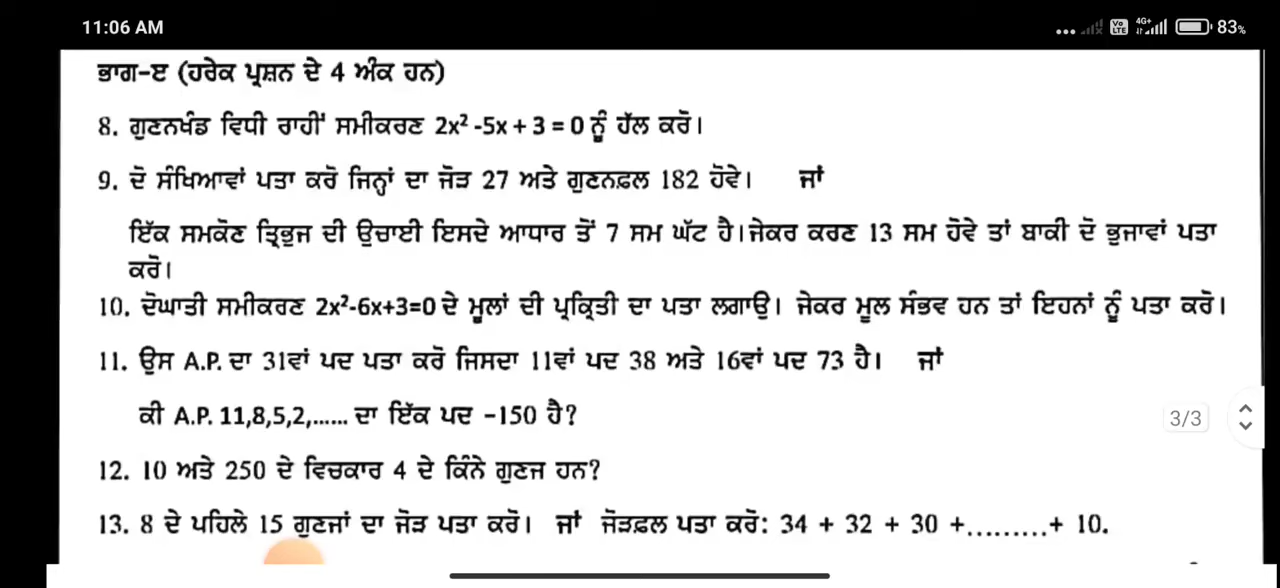 11:06 AM
Vo LTE 4G+ 83%
ਭਾਗ-ੲ (ਹਰੇਕ ਪ੍ਰਸ਼ਨ ਦੇ 4 ਅੰਕ ਹਨ)
8. ਗੁਣਨਖੰਡ ਵਿਧੀ ਰਾਹੀਂ ਸਮੀਕਰਣ 2x² -5x + 3 = 0 ਨੂੰ ਹੱਲ ਕਰੋ।
9. ਦੋ ਸੰਖਿਆਵਾਂ ਪਤਾ ਕਰੋ ਜਿਨ੍ਹਾਂ ਦਾ ਜੋੜ 27 ਅਤੇ ਗੁਣਨਫ਼ਲ 182 ਹੋਵੇ। ਜਾਂ
ਇੱਕ ਸਮਕੋਣ ਤ੍ਰਿਭੁਜ ਦੀ ਉਚਾਈ ਇਸਦੇ ਆਧਾਰ ਤੋਂ 7 ਸਮ ਘੱਟ ਹੈ।ਜੇਕਰ ਕਰਣ 13 ਸਮ ਹੋਵੇ ਤਾਂ ਬਾਕੀ ਦੋ ਭੁਜਾਵਾਂ ਪਤਾ
ਕਰੋ।
10. ਦੋਘਾਤੀ ਸਮੀਕਰਣ 2x²-6x+3=0 ਦੇ ਮੂਲਾਂ ਦੀ ਪ੍ਰਕ੍ਰਿਤੀ ਦਾ ਪਤਾ ਲਗਾਉ। ਜੇਕਰ ਮੂਲ ਸੰਭਵ ਹਨ ਤਾਂ ਇਹਨਾਂ ਨੂੰ ਪਤਾ ਕਰੋ।
11. ਉਸ A.P. ਦਾ 31ਵਾਂ ਪਦ ਪਤਾ ਕਰੋ ਜਿਸਦਾ 11ਵਾਂ ਪਦ 38 ਅਤੇ 16ਵਾਂ ਪਦ 73 ਹੈ। ਜਾਂ
ਕੀ A.P. 11,8,5,2,...... ਦਾ ਇੱਕ ਪਦ -150 ਹੈ?
3/3
12. 10 ਅਤੇ 250 ਦੇ ਵਿਚਕਾਰ 4 ਦੇ ਕਿੰਨੇ ਗੁਣਜ ਹਨ?
13. 8 ਦੇ ਪਹਿਲੇ 15 ਗੁਣਜਾਂ ਦਾ ਜੋੜ ਪਤਾ ਕਰੋ। ਜਾਂ ਜੋੜਫ਼ਲ ਪਤਾ ਕਰੋ: 34 + 32 + 30 +.........+ 10.